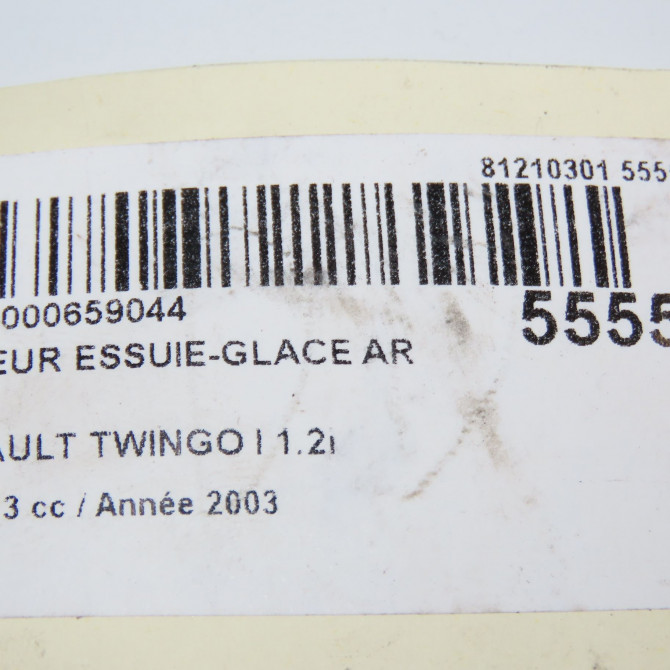 81210301 555
000659044
5555
EUR ESSUIE-GLACE AR
AULT TWINGO I 1.2i
3 cc / Année 2003